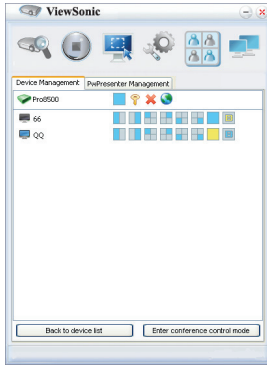 ViewSonic
Device Management PwPresenter Management
Pro8500
66
QQ
Back to device list Enter conference control mode